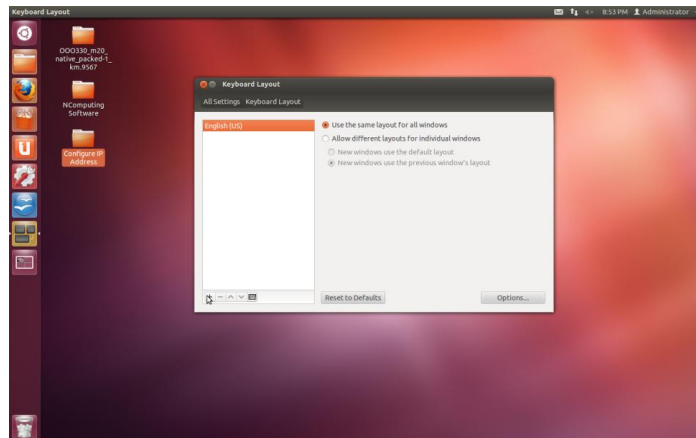 Keyboard Layout
8:53 PM
Administrator
OOO330_m20_
native_packed-1_
km.9567
NComputing
Software
Configure IP
Address
Keyboard Layout
All Settings Keyboard Layout
English (US)
Use the same layout for all windows
Allow different layouts for individual windows
New windows use the default layout
New windows use the previous window's layout
Reset to Defaults
Options...